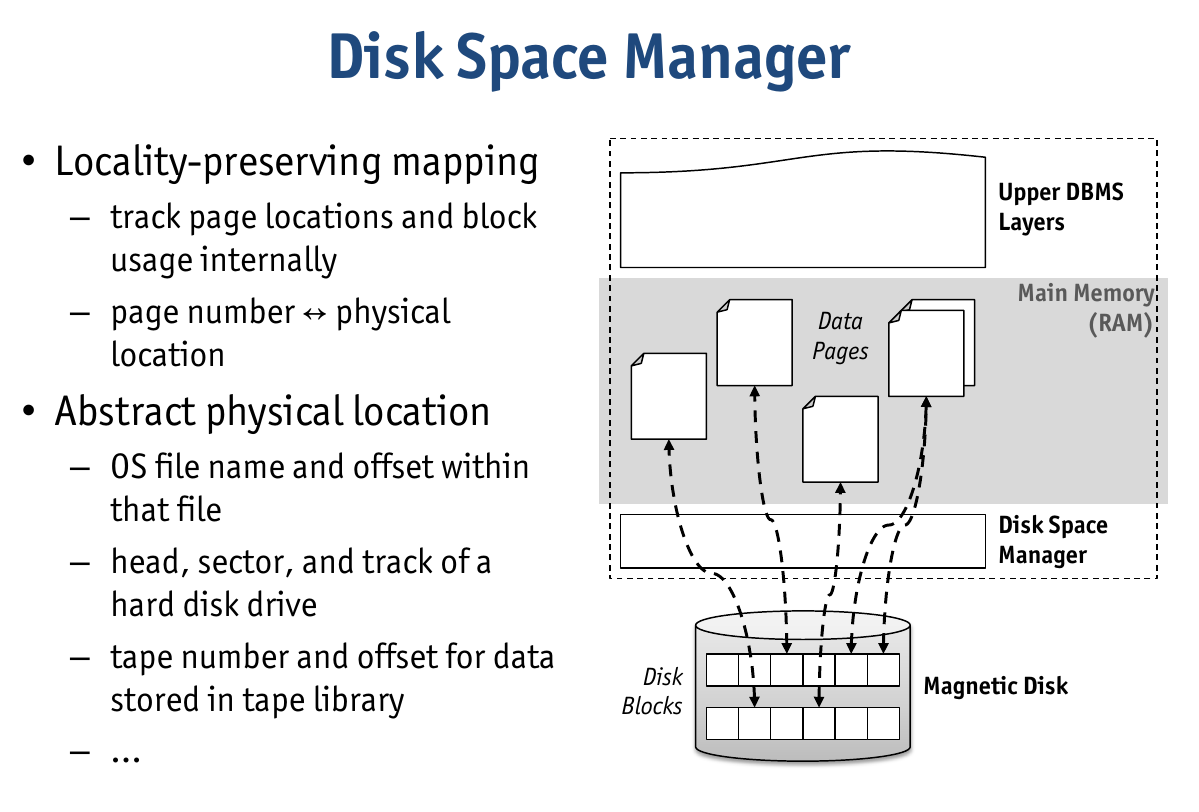 Disk Space Manager
• Locality-preserving mapping
– track page locations and block
usage internally
– page number ↔ physical
location
• Abstract physical location
– OS file name and offset within
that file
– head, sector, and track of a
hard disk drive
– tape number and offset for data
stored in tape library
– ...
Upper DBMS
Layers
Main Memory
(RAM)
Data
Pages
Disk Space
Manager
Disk
Blocks
Magnetic Disk